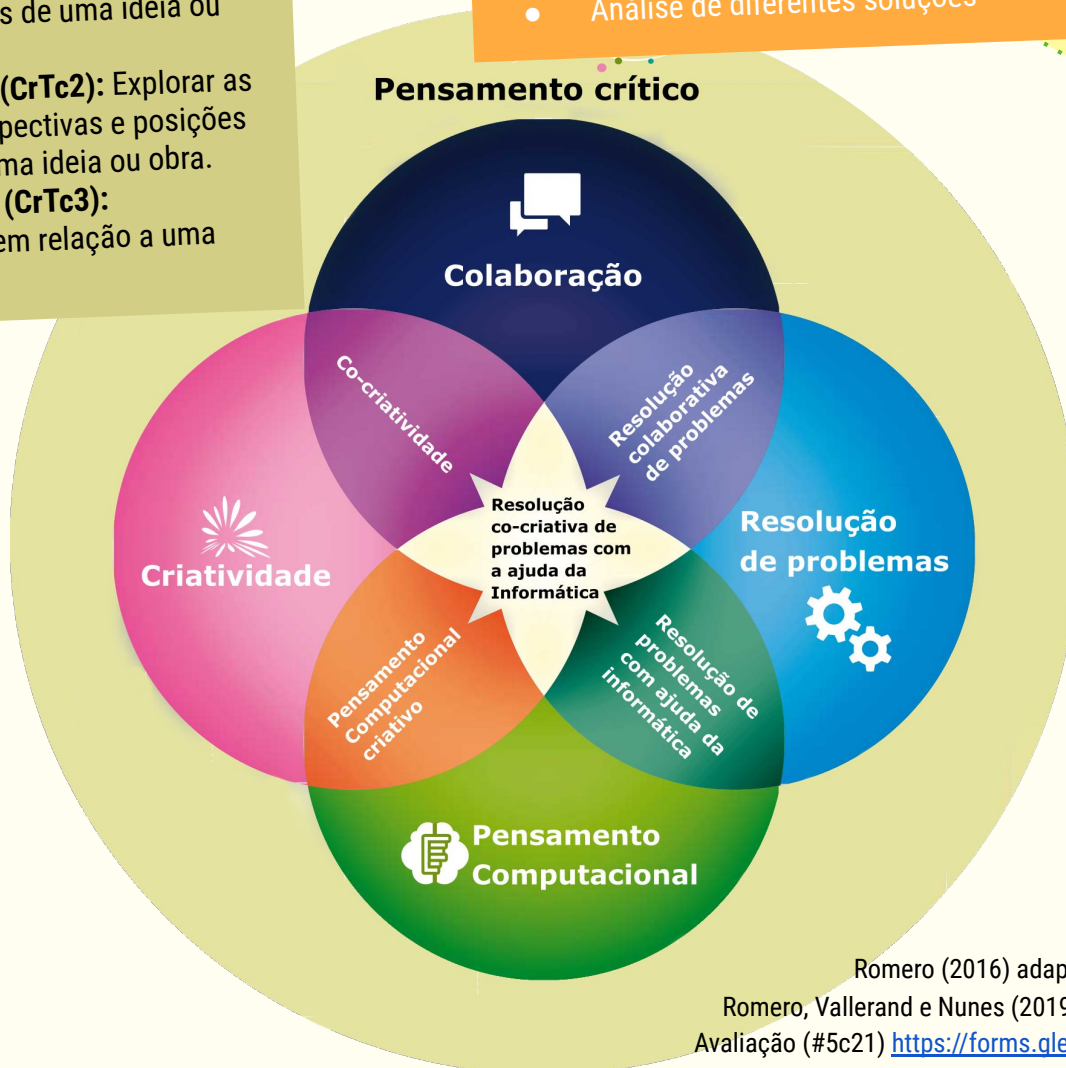 s de uma ideia ou
(CrTc2): Explorar as
pectivas e posições
ma ideia ou obra.
(CrTc3):
em relação a uma
● Análise de diferentes soluções
Pensamento crítico
Colaboração
Co-criatividade
Resolução
colaborativa
de problemas
Criatividade
Resolução
co-criativa de
problemas com
a ajuda da
Informática
Resolução
de problemas
Pensamento
Computacional
criativo
Resolução de
problemas
com ajuda da
informática
Pensamento
Computacional
Romero (2016) adap
Romero, Vallerand e Nunes (2019
Avaliação (#5c21) https://forms.gle